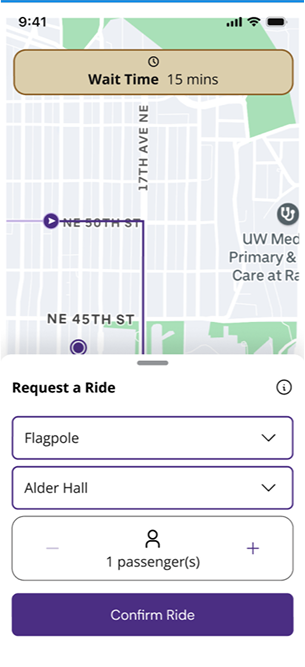 9:41
Wait Time 15 mins
17TH AVE NE
NE 50TH ST
UW Med
Primary &
Care at Ra
NE 45TH ST
Request a Ride
Flagpole
Alder Hall
1 passenger(s)
Confirm Ride